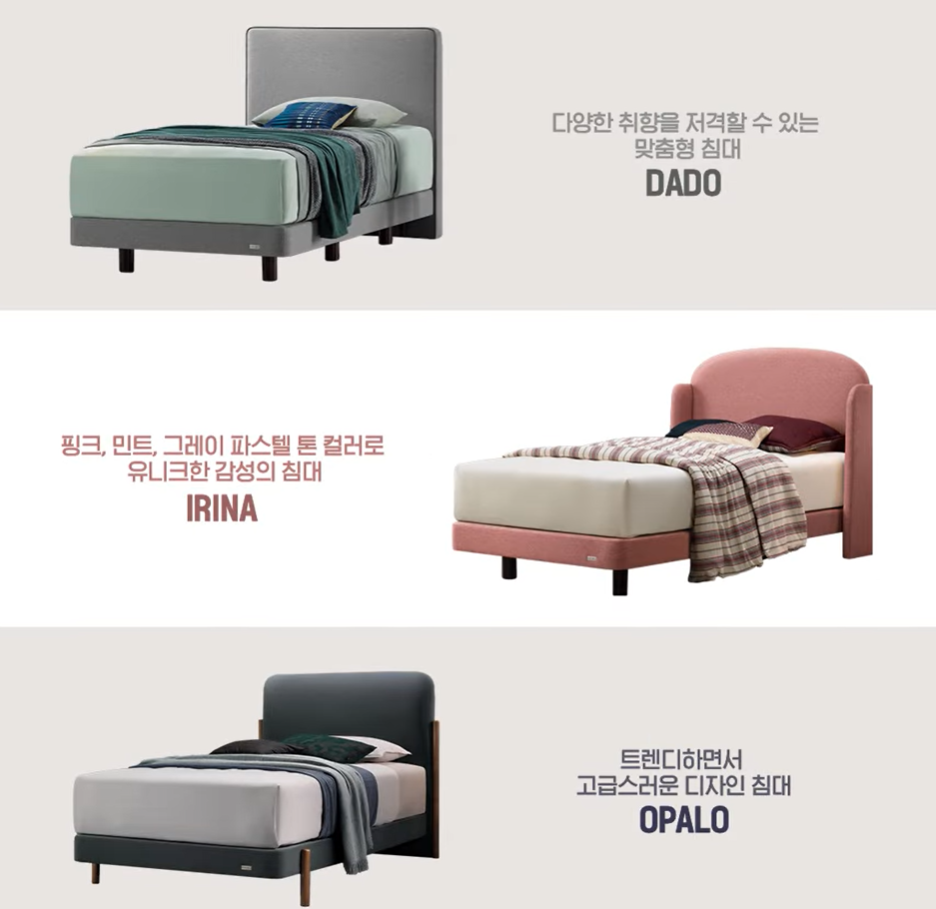 다양한 취향을 저격할 수 있는
맞춤형 침대
DADO
핑크, 민트, 그레이 파스텔 톤 컬러로
유니크한 감성의 침대
IRINA
트렌디하면서
고급스러운 디자인 침대
OPALO